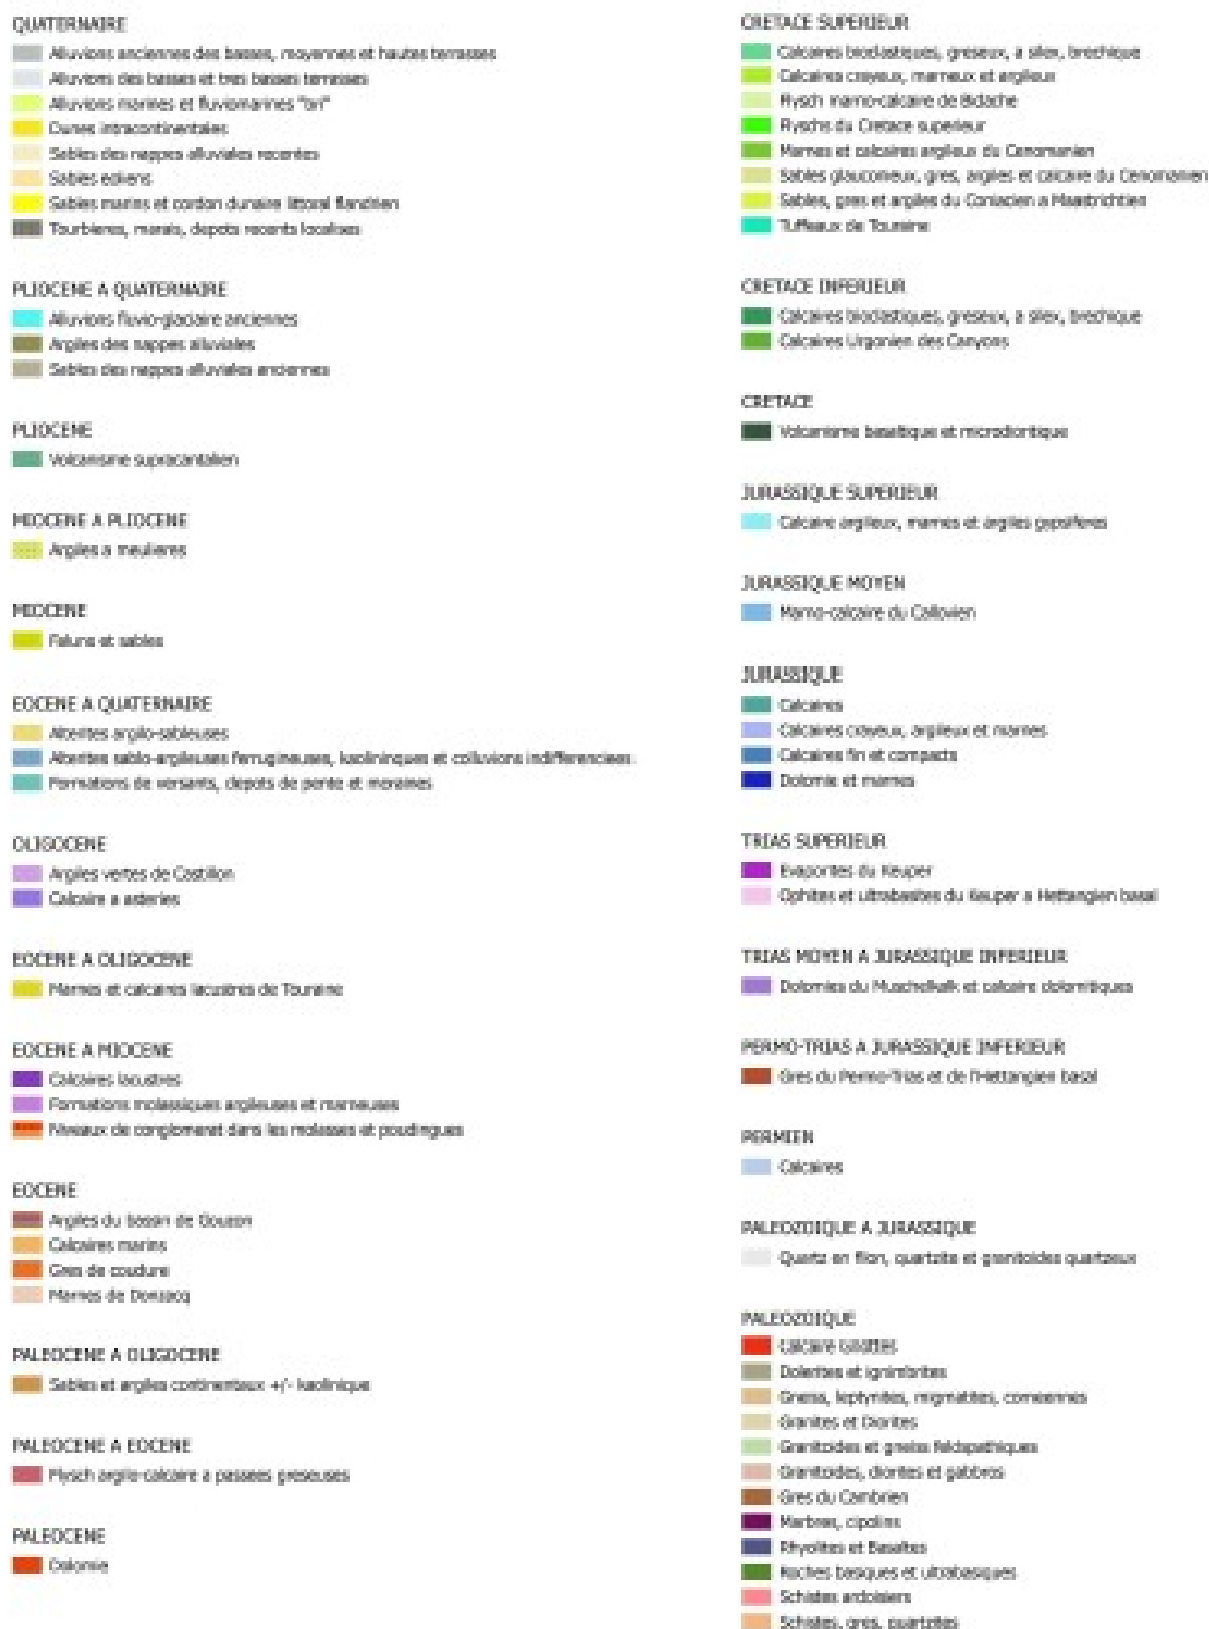 QUATERNAIRE
Alluvions anciennes des basses, moyennes et hautes terrasses
Alluvions des basses et tres basses terrasses
Alluvions marines et fluviomarines "bri"
Dunes intracontinentales
Sables des nappes alluviales recentes
Sables eoliens
Sables marins et cordon dunaire littoral flandrien
Tourbieres, marais, depots recents localises
PLIOCENE A QUATERNAIRE
Alluvions fluvio-glaciaire anciennes
Argiles des nappes alluviales
Sables des nappes alluviales anciennes
PLIOCENE
Volcanisme supracantalien
MIOCENE A PLIOCENE
Argiles a meulieres
MIOCENE
Faluns et sables
EOCENE A QUATERNAIRE
Alterites argilo-sableuses
Alterites sablo-argileuses ferrugineuses, kaoliniques et colluvions indifferenciees
Formations de versants, depots de pente et moraines
OLIGOCENE
Argiles vertes de Castillon
Calcaire a asteries
EOCENE A OLIGOCENE
Marnes et calcaires lacustres de Touraine
EOCENE A MIOCENE
Calcaires lacustres
Formations molassiques argileuses et marneuses
Niveaux de conglomerat dans les molasses et poudingues
EOCENE
Argiles du bassin de Gouzon
Calcaires marins
Gres de coudure
Marnes de Donzacq
PALEOCENE A OLIGOCENE
Sables et argiles continentaux +/- kaolinique
PALEOCENE A EOCENE
Flysch argilo-calcaire a passees greseuses
PALEOCENE
Dolomie
CRETACE SUPERIEUR
Calcaires bioclastiques, greseux, a silex, brechique
Calcaires crayeux, marneux et argileux
Flysch marno-calcaire de Bidache
Flyschs du Cretace superieur
Marnes et calcaires argileux du Cenomanien
Sables glauconieux, gres, argiles et calcaire du Cenomanien
Sables, gres et argiles du Coniacien a Maastrichtien
Tuffeaux de Touraine
CRETACE INFERIEUR
Calcaires bioclastiques, greseux, a silex, brechique
Calcaires Urgonien des Canyons
CRETACE
Volcanisme basaltique et microdioritique
JURASSIQUE SUPERIEUR
Calcaire argileux, marnes et argiles gypsiferes
JURASSIQUE MOYEN
Marno-calcaire du Callovien
JURASSIQUE
Calcaires
Calcaires crayeux, argileux et marnes
Calcaires fin et compacts
Dolomie et marnes
TRIAS SUPERIEUR
Evaporites du Keuper
Ophites et ultrabasites du Keuper a Hettangien basal
TRIAS MOYEN A JURASSIQUE INFERIEUR
Dolomies du Muschelkalk et calcaire dolomitiques
PERMO-TRIAS A JURASSIQUE INFERIEUR
Gres du Permo-Trias et de l'Hettangien basal
PERMIEN
Calcaires
PALEOZOIQUE A JURASSIQUE
Quartz en filon, quartzite et granitoides quartzeux
PALEOZOIQUE
Calcaire Griottes
Dolerites et ignimbrites
Gneiss, leptynites, migmatites, corneennes
Granites et Diorites
Granitoides et gneiss feldspathiques
Granitoides, diorites et gabbros
Gres du Cambrien
Marbres, cipolins
Rhyolites et Basaltes
Roches basiques et ultrabasiques
Schistes ardoisiers
Schistes, gres, quartzites